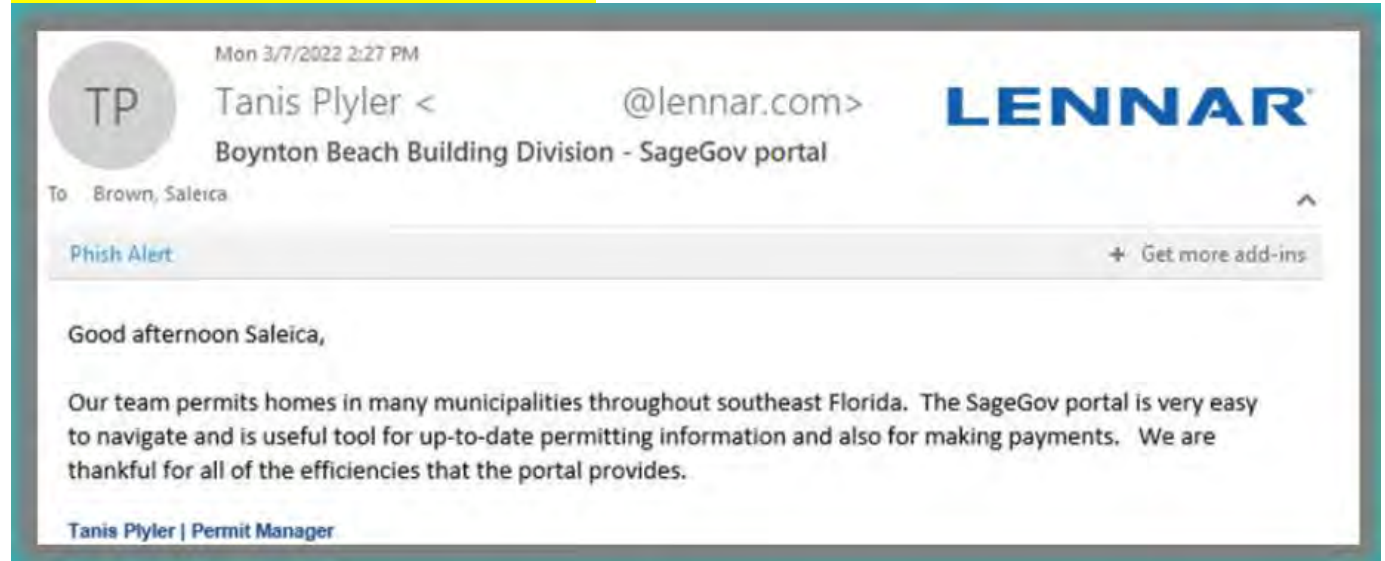 Mon 3/7/2022 2:27 PM
TP
Tanis Plyler < @lennar.com>
LENNAR
Boynton Beach Building Division - SageGov portal
To Brown, Saleica
Phish Alert
+ Get more add-ins
Good afternoon Saleica,
Our team permits homes in many municipalities throughout southeast Florida. The SageGov portal is very easy
to navigate and is useful tool for up-to-date permitting information and also for making payments. We are
thankful for all of the efficiencies that the portal provides.
Tanis Plyler | Permit Manager